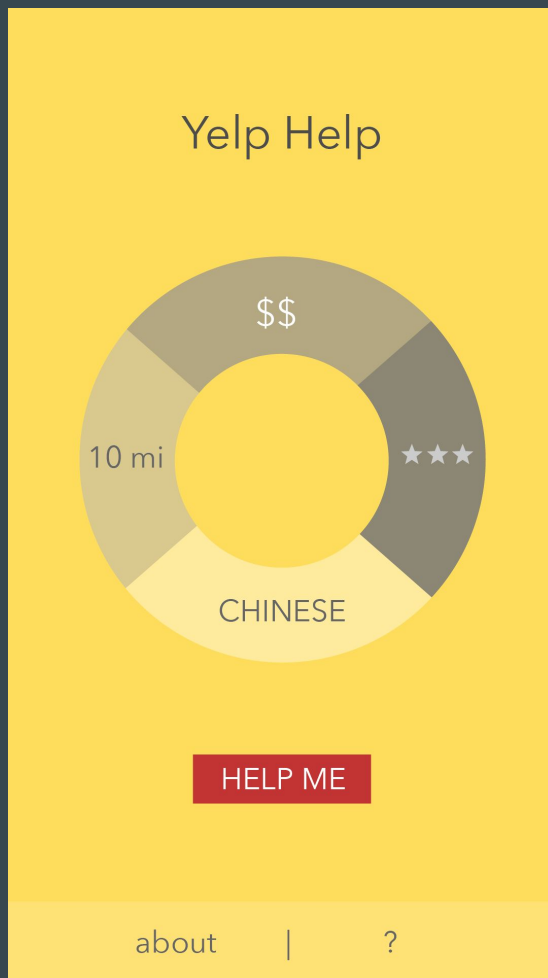 Yelp Help
$$
10 mi
★★★
CHINESE
HELP ME
about | ?